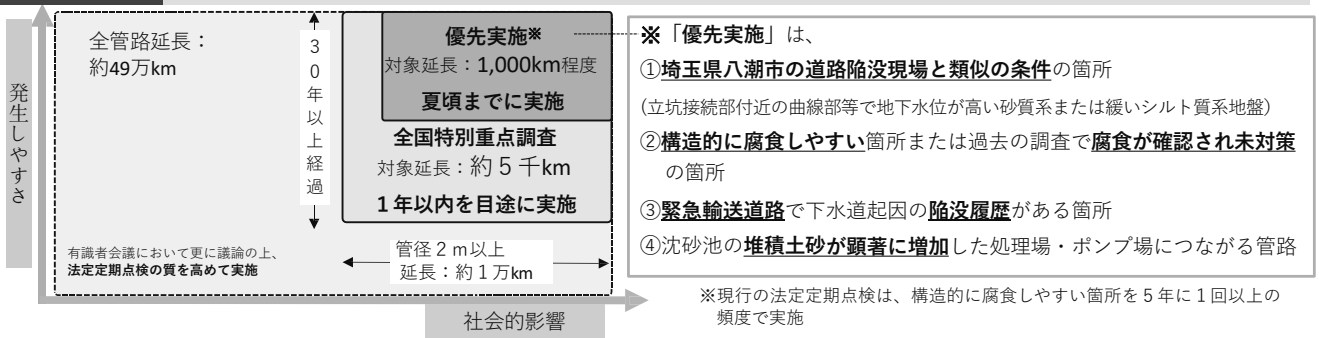 発生しやすさ
全管路延長：
約49万km
30年以上経過
優先実施※
対象延長：1,000km程度
夏頃までに実施
全国特別重点調査
対象延長：約５千km
１年以内を目途に実施
有識者会議において更に議論の上、
法定定期点検の質を高めて実施
管径２ｍ以上
延長：約１万km
社会的影響
※「優先実施」は、
①埼玉県八潮市の道路陥没現場と類似の条件の箇所
(立坑接続部付近の曲線部等で地下水位が高い砂質系または緩いシルト質系地盤)
②構造的に腐食しやすい箇所または過去の調査で腐食が確認され未対策
の箇所
③緊急輸送道路で下水道起因の陥没履歴がある箇所
④沈砂池の堆積土砂が顕著に増加した処理場・ポンプ場につながる管路
※現行の法定定期点検は、構造的に腐食しやすい箇所を５年に１回以上の
頻度で実施